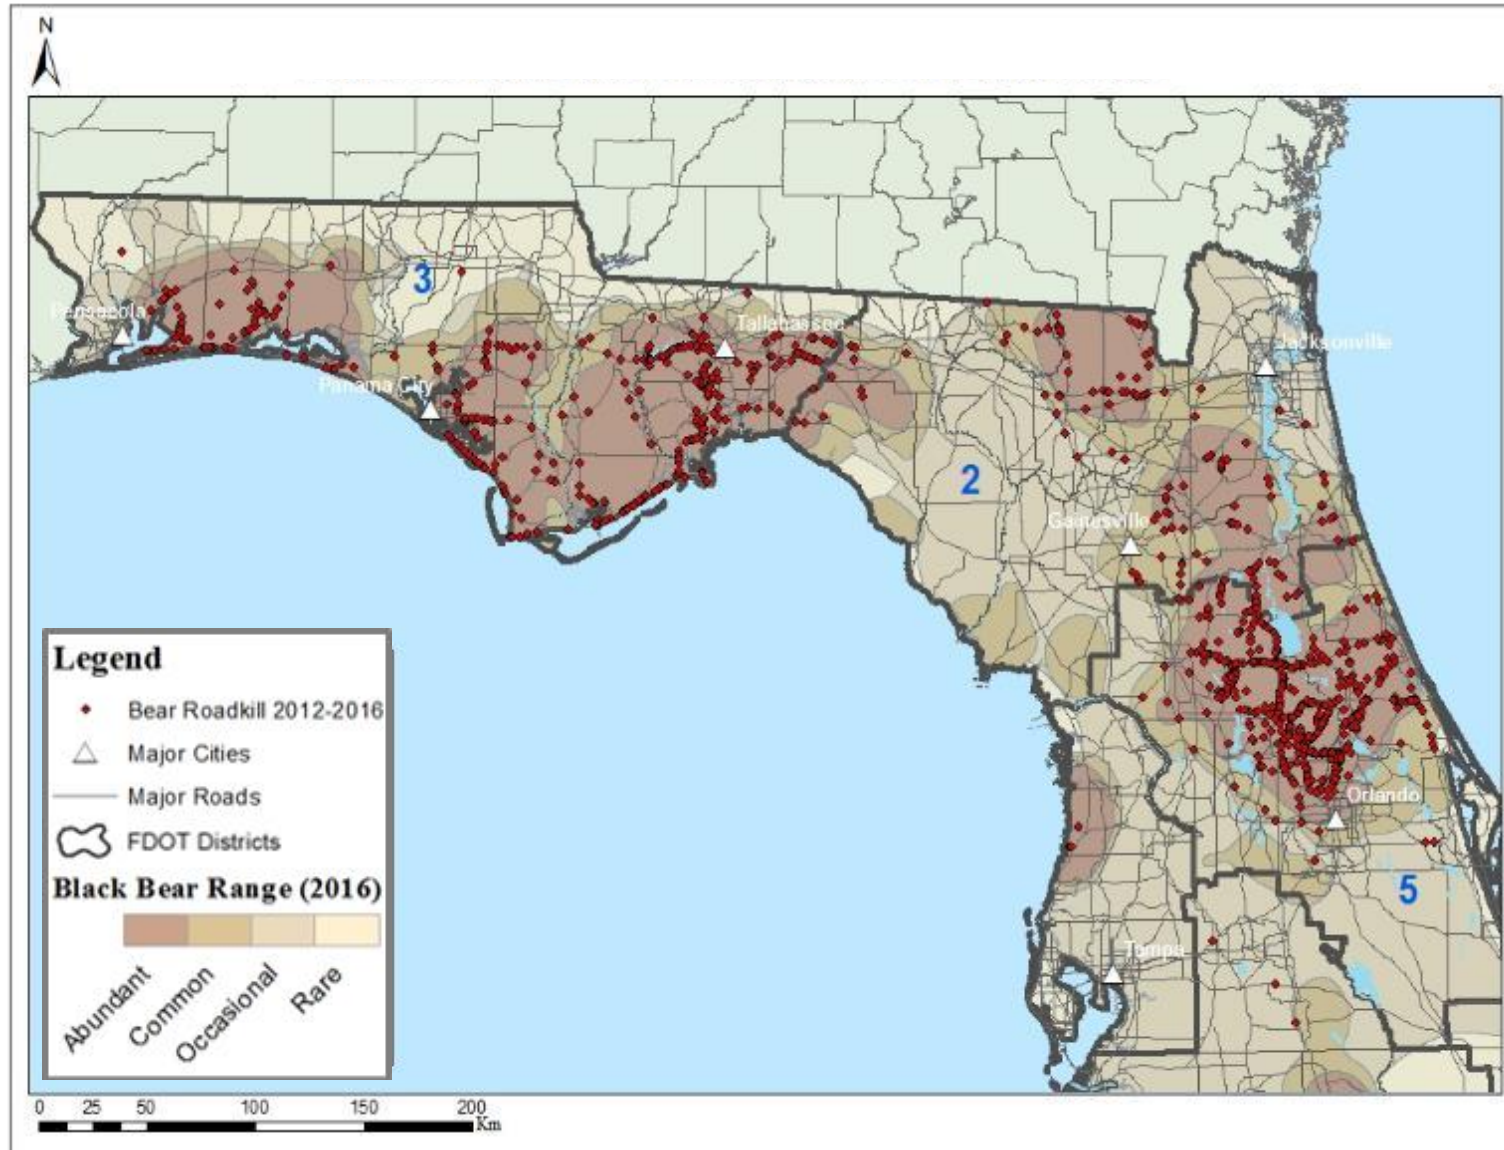 N
3
Pensacola
Tallahassee
Jacksonville
Panama City
2
Gainesville
Orlando
5
Tampa
Legend
Bear Roadkill 2012-2016
Major Cities
Major Roads
FDOT Districts
Black Bear Range (2016)
Abundant
Common
Occasional
Rare
0 25 50 100 150 200
Km